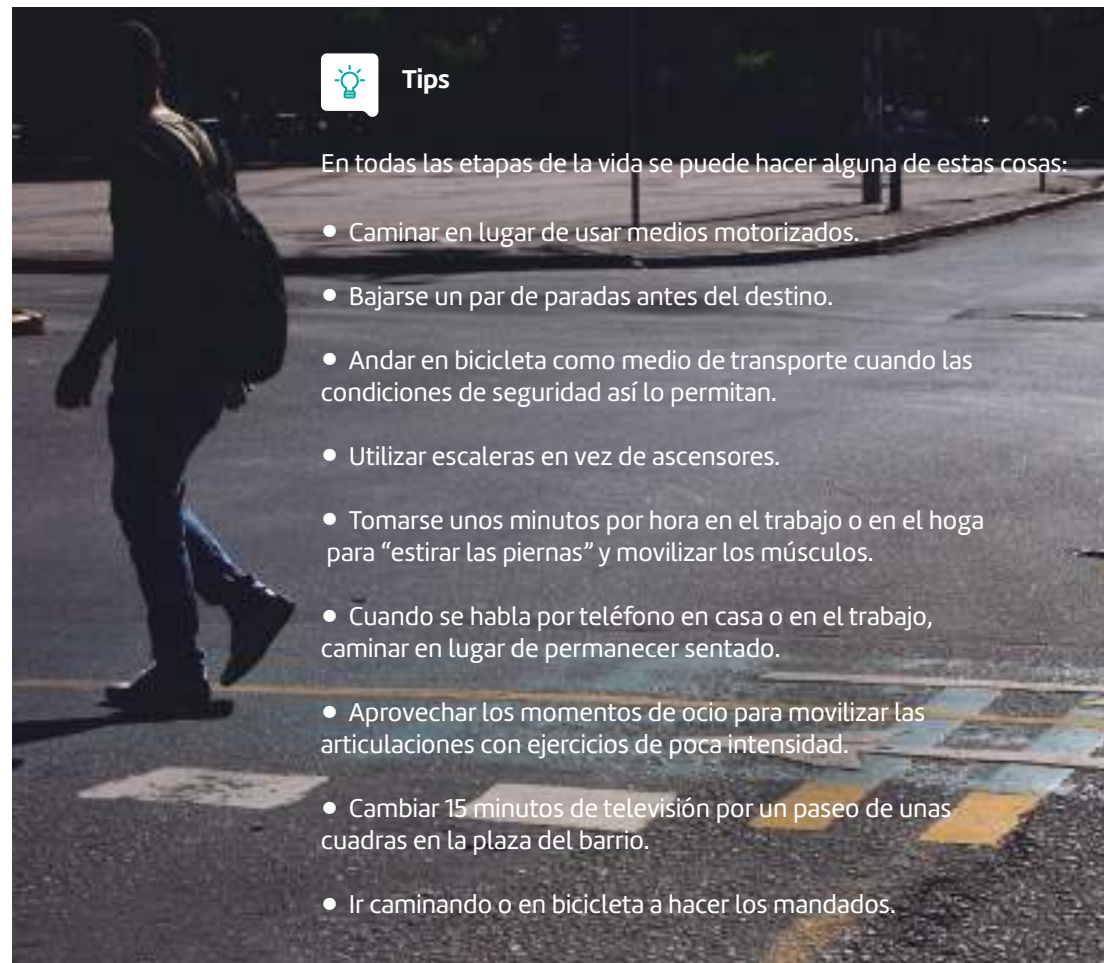 Tips
En todas las etapas de la vida se puede hacer alguna de estas cosas:
• Caminar en lugar de usar medios motorizados.
• Bajarse un par de paradas antes del destino.
• Andar en bicicleta como medio de transporte cuando las
condiciones de seguridad así lo permitan.
• Utilizar escaleras en vez de ascensores.
• Tomarse unos minutos por hora en el trabajo o en el hoga
para “estirar las piernas” y movilizar los músculos.
• Cuando se habla por teléfono en casa o en el trabajo,
caminar en lugar de permanecer sentado.
• Aprovechar los momentos de ocio para movilizar las
articulaciones con ejercicios de poca intensidad.
• Cambiar 15 minutos de televisión por un paseo de unas
cuadras en la plaza del barrio.
• Ir caminando o en bicicleta a hacer los mandados.